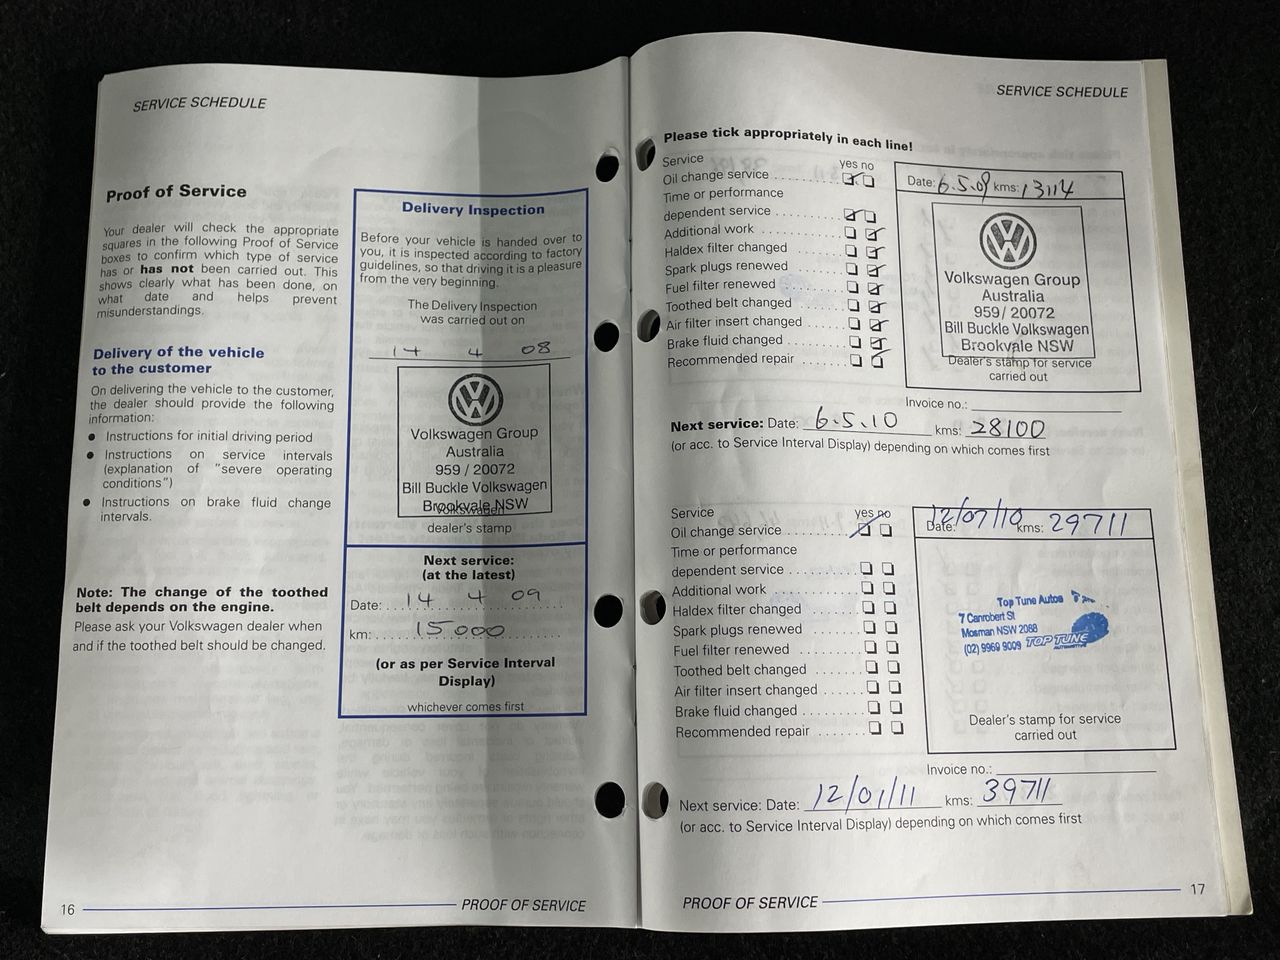 SERVICE SCHEDULE
Proof of Service
Your dealer will check the appropriate
squares in the following Proof of Service
boxes to confirm which type of service
has or has not been carried out. This
shows clearly what has been done, on
what date and helps prevent
misunderstandings.
Delivery of the vehicle
to the customer
On delivering the vehicle to the customer,
the dealer should provide the following
information:
● Instructions for initial driving period
● Instructions on service intervals
(explanation of "severe operating
conditions")
● Instructions on brake fluid change
intervals.
Note: The change of the toothed
belt depends on the engine.
Please ask your Volkswagen dealer when
and if the toothed belt should be changed.
Delivery Inspection
Before your vehicle is handed over to
you, it is inspected according to factory
guidelines, so that driving it is a pleasure
from the very beginning.
The Delivery Inspection
was carried out on
14 4 08
Volkswagen Group
Australia
959 / 20072
Bill Buckle Volkswagen
Brookvale NSW
Volkswagen
dealer's stamp
Next service:
(at the latest)
Date: 14 4 09
km: 15000
(or as per Service Interval
Display)
whichever comes first
16 PROOF OF SERVICE
SERVICE SCHEDULE
Please tick appropriately in each line!
Service yes no
Oil change service
Time or performance
dependent service
Additional work
Haldex filter changed
Spark plugs renewed
Fuel filter renewed
Toothed belt changed
Air filter insert changed
Brake fluid changed
Recommended repair
Date: 6.5.09 kms: 13114
Volkswagen Group
Australia
959 / 20072
Bill Buckle Volkswagen
Brookvale NSW
Dealer's stamp for service
carried out
Invoice no.:
Next service: Date: 6.5.10 kms: 28100
(or acc. to Service Interval Display) depending on which comes first
Service yes no
Oil change service
Time or performance
dependent service
Additional work
Haldex filter changed
Spark plugs renewed
Fuel filter renewed
Toothed belt changed
Air filter insert changed
Brake fluid changed
Recommended repair
Date: 12/07/10 kms: 29711
Top Tune Autos
7 Canrobert St
Mosman NSW 2088
(02) 9969 9009 TOP TUNE
AUTOMOTIVE
Dealer's stamp for service
carried out
Invoice no.:
Next service: Date: 12/01/11 kms: 39711
(or acc. to Service Interval Display) depending on which comes first
PROOF OF SERVICE 17